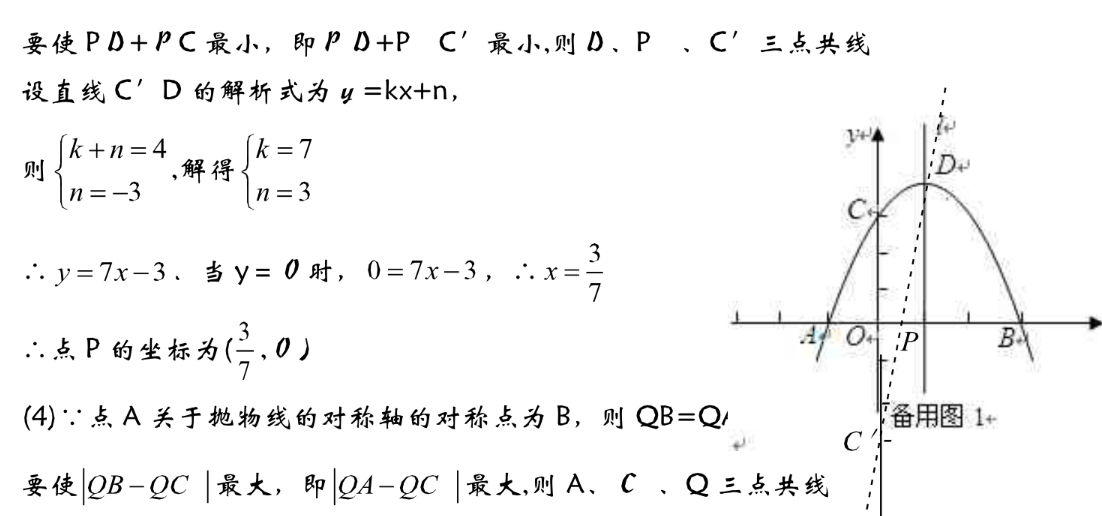 要使PD+PC最小，即P D+P C′最小,则D、P 、C′三点共线
设直线C′D的解析式为y=kx+n，
则{k+n=4 n=-3 ,解得{k=7 n=3
∴y=7x-3、当y=0时，0=7x-3，∴x=3/7
∴点P的坐标为(3/7,0)
(4)∵点A关于抛物线的对称轴的对称点为B，则QB=QA
要使|QB-QC |最大，即|QA-QC |最大,则A、C 、Q三点共线
y
l
D
C
A
O
P
B
备用图1
C′